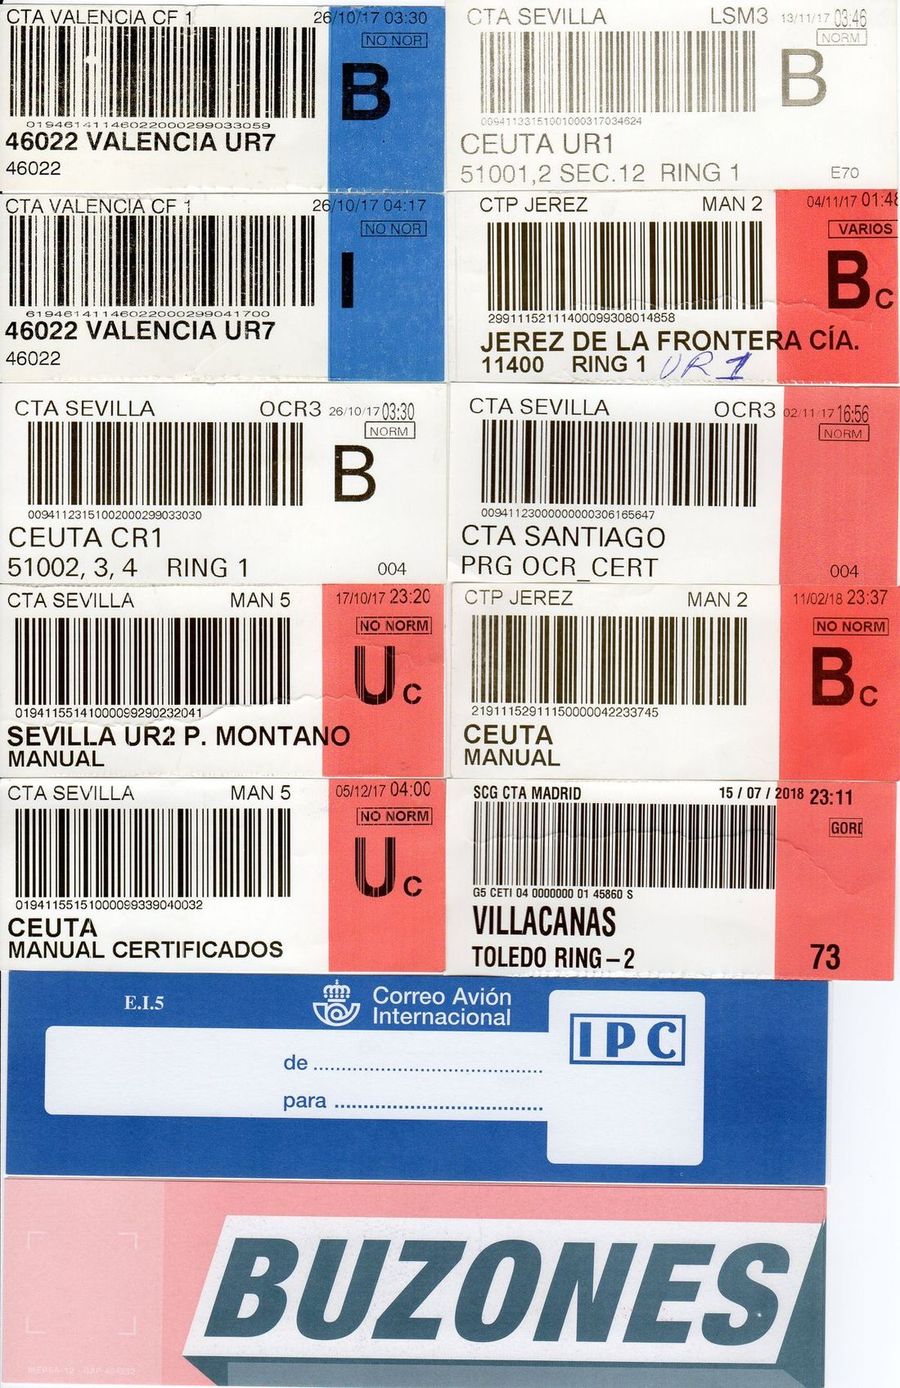 CTA VALENCIA CF 1 26/10/17 03:30
NO NOR
B
01946141146022000299033059
46022 VALENCIA UR7
46022
CTA SEVILLA LSM3 13/11/17 03:46
NORM
B
00941123315100100031703 4624
CEUTA UR1
51001,2 SEC.12 RING 1
E70
CTA VALENCIA CF 1 26/10/17 04:17
NO NOR
I
6194614114602200029904 1700
46022 VALENCIA UR7
46022
CTP JEREZ MAN 2 04/11/17 01:48
VARIOS
BC
29911152111400099308014858
JEREZ DE LA FRONTERA CÍA.
11400 RING 1 UR1
CTA SEVILLA OCR3 26/10/17 03:30
NORM
B
00941123151002000299033030
CEUTA CR1
51002, 3, 4 RING 1
004
CTA SEVILLA OCR3 02/11/17 16:56
NORM
00941123000000000306165647
CTA SANTIAGO
PRG OCR_CERT
004
CTA SEVILLA MAN 5 17/10/17 23:20
NO NORM
UC
01941155141000099290232041
SEVILLA UR2 P. MONTANO
MANUAL
CTP JEREZ MAN 2 11/02/18 23:37
NO NORM
BC
21911152911150000042233745
CEUTA
MANUAL
CTA SEVILLA MAN 5 05/12/17 04:00
NO NORM
UC
01941155151000099339040032
CEUTA
MANUAL CERTIFICADOS
SCG CTA MADRID 15 / 07 / 2018 23:11
GORD
G5 CETI 04 0000000 01 45860 S
VILLACANAS
TOLEDO RING-2
73
E.I.5
Correo Avión
Internacional
IPC
de
para
BUZONES